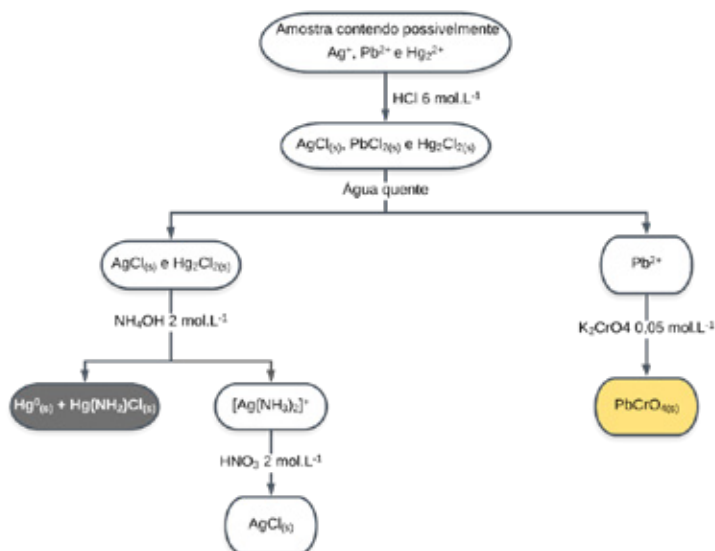 Amostra contendo possivelmente
Ag⁺, Pb²⁺ e Hg₂²⁺
HCl 6 mol.L⁻¹
AgCl₍ₛ₎, PbCl₂₍ₛ₎ e Hg₂Cl₂₍ₛ₎
Água quente
AgCl₍ₛ₎ e Hg₂Cl₂₍ₛ₎
Pb²⁺
NH₄OH 2 mol.L⁻¹
K₂CrO4 0,05 mol.L⁻¹
Hg⁰₍ₛ₎ + Hg(NH₂)Cl₍ₛ₎
[Ag(NH₃)₂]⁺
PbCrO₄₍ₛ₎
HNO₃ 2 mol.L⁻¹
AgCl₍ₛ₎